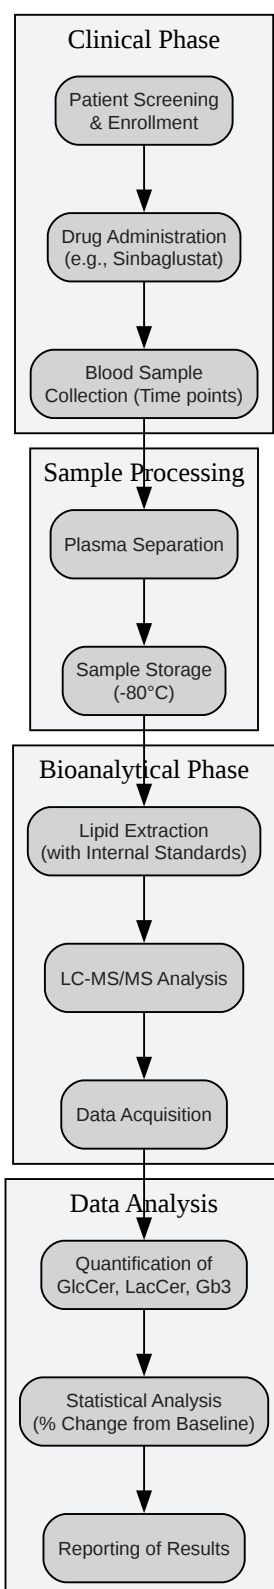 Clinical Phase
Patient Screening
& Enrollment
Drug Administration
(e.g., Sinbaglustat)
Blood Sample
Collection (Time points)
Sample Processing
Plasma Separation
Sample Storage
(-80°C)
Bioanalytical Phase
Lipid Extraction
(with Internal Standards)
LC-MS/MS Analysis
Data Acquisition
Data Analysis
Quantification of
GlcCer, LacCer, Gb3
Statistical Analysis
(% Change from Baseline)
Reporting of Results